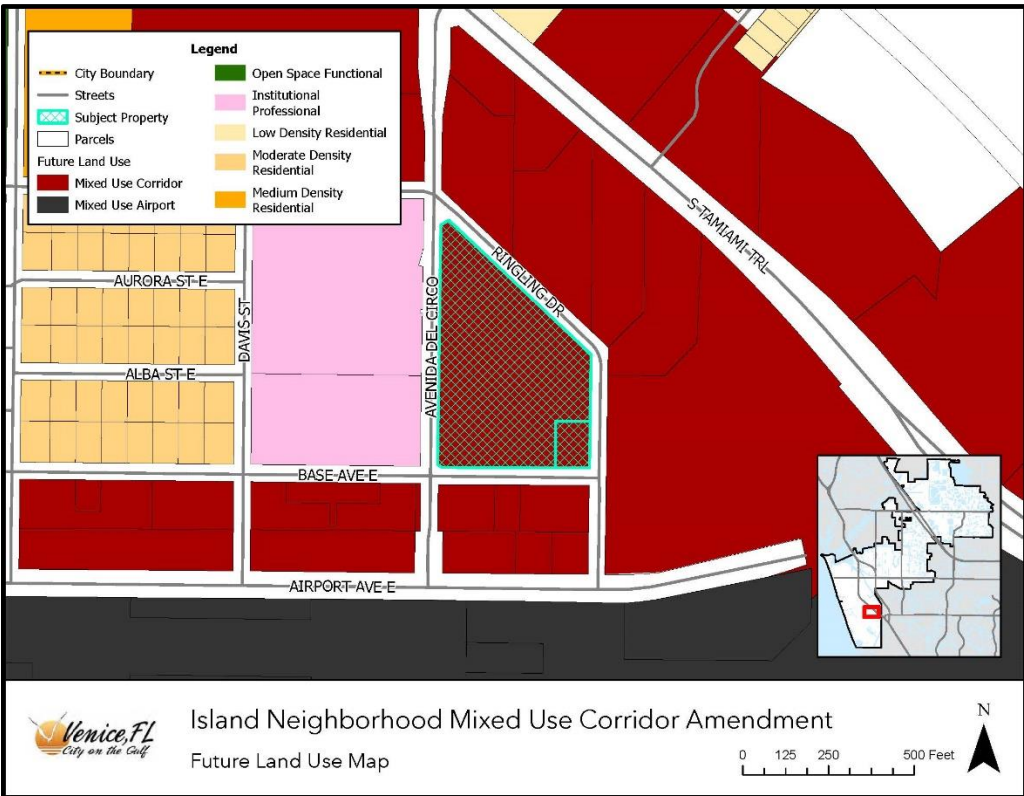 Legend
City Boundary
Streets
Subject Property
Parcels
Future Land Use
Mixed Use Corridor
Mixed Use Airport
Open Space Functional
Institutional
Professional
Low Density Residential
Moderate Density
Residential
Medium Density
Residential
S TAMIAMI TRL
RINGLING DR
AURORA ST E
DAVIS ST
AVENIDA DEL CIRCO
ALBA ST E
BASE AVE E
AIRPORT AVE E
Venice, FL
City on the Gulf
Island Neighborhood Mixed Use Corridor Amendment
Future Land Use Map
0 125 250 500 Feet
N